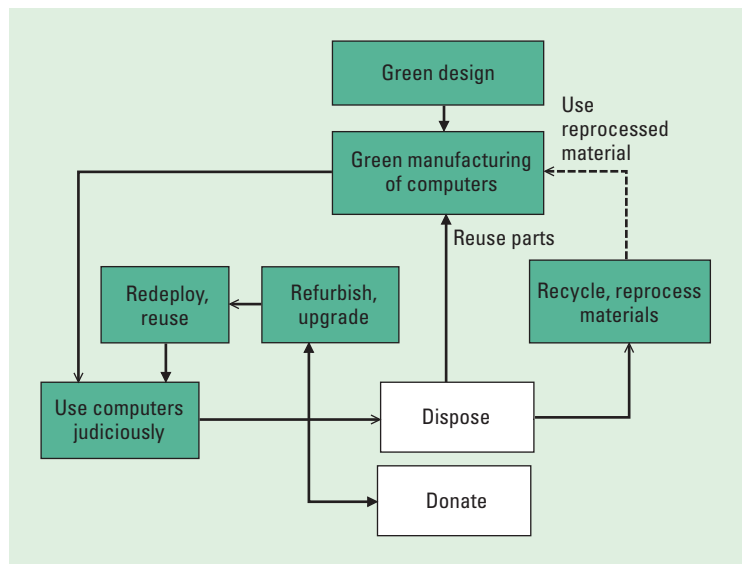 Green design
Use
reprocessed
material
Green manufacturing
of computers
Reuse parts
Redeploy,
reuse
Refurbish,
upgrade
Recycle, reprocess
materials
Use computers
judiciously
Dispose
Donate